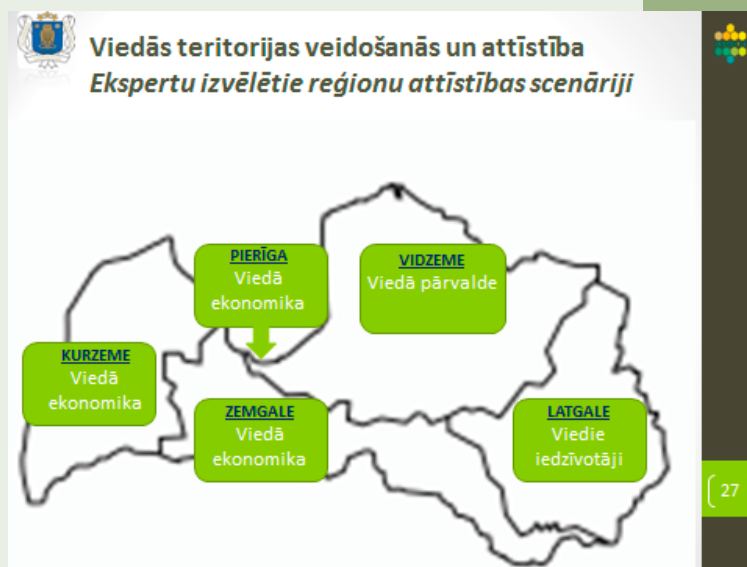 Viedās teritorijas veidošanās un attīstība
Ekspertu izvēlētie reģionu attīstības scenāriji
PIERĪGA
Viedā
ekonomika
VIDZEME
Viedā pārvalde
KURZEME
Viedā
ekonomika
ZEMGALE
Viedā
ekonomika
LATGALE
Viedie
iedzīvotāji
27